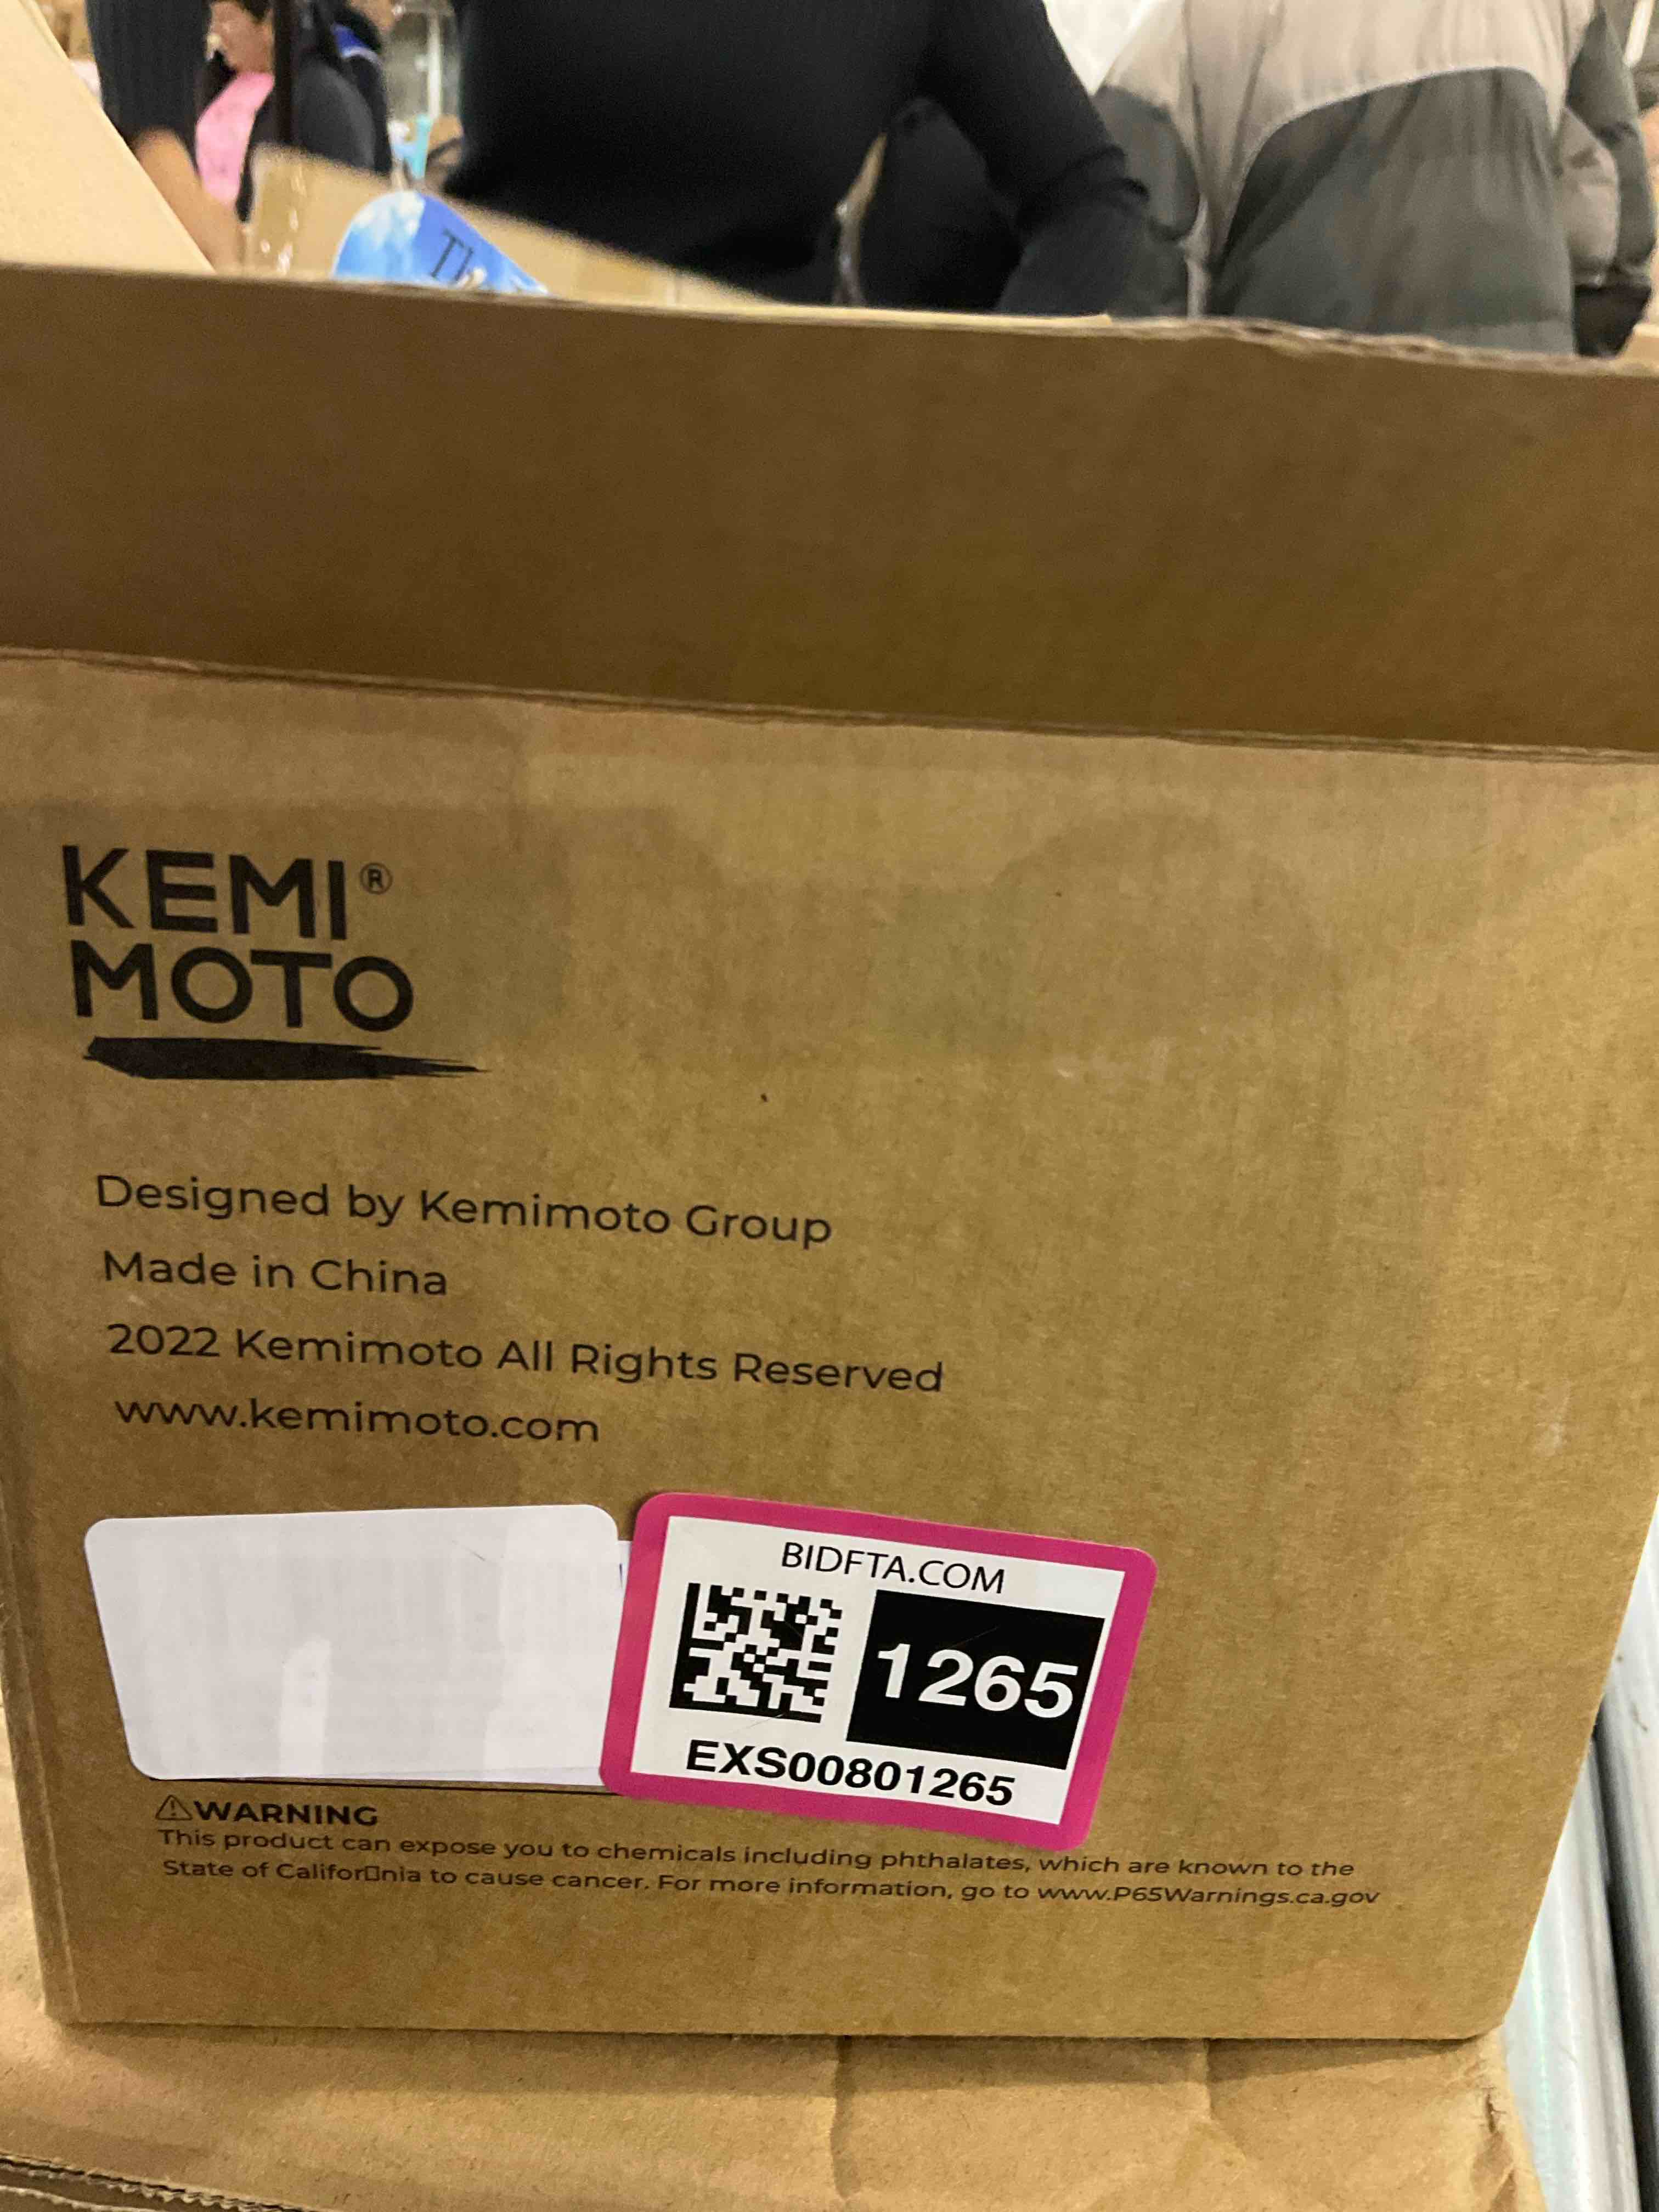 Th
KEMI®
MOTO
Designed by Kemimoto Group
Made in China
2022 Kemimoto All Rights Reserved
www.kemimoto.com
BIDFTA.COM
1265
EXS00801265
⚠WARNING
This product can expose you to chemicals including phthalates, which are known to the
State of Califor▯nia to cause cancer. For more information, go to www.P65Warnings.ca.gov